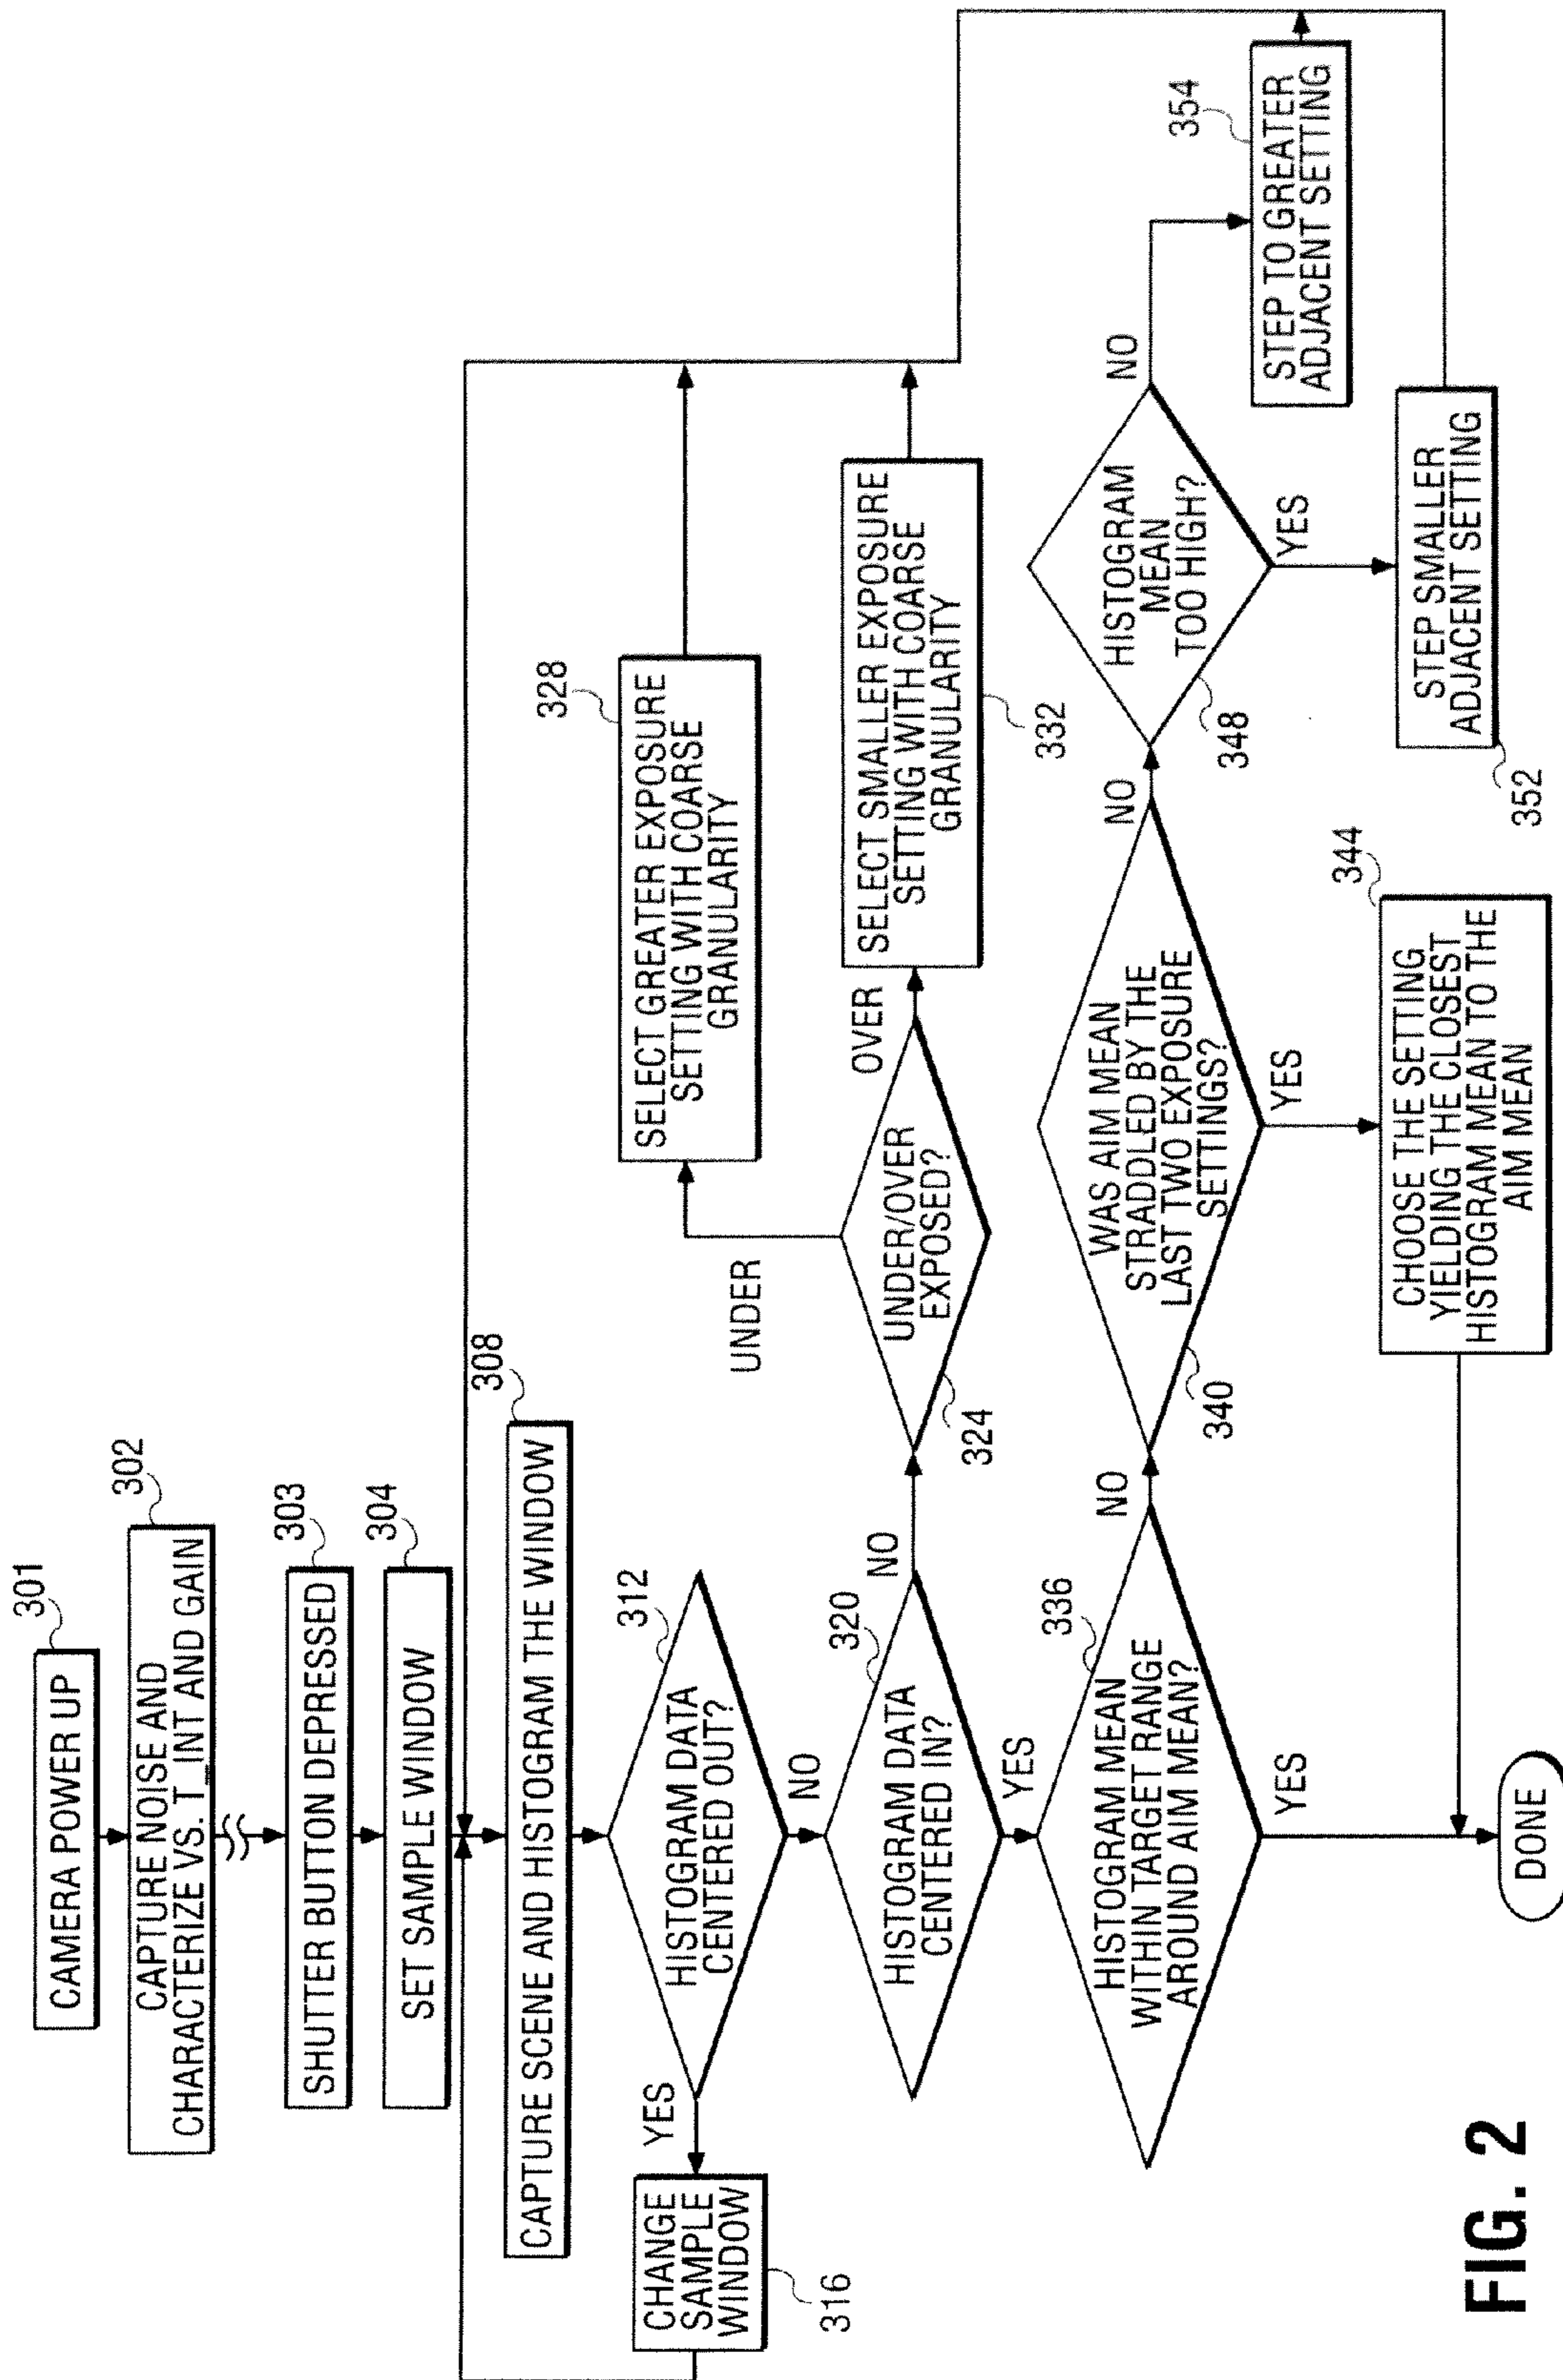 301
CAMERA POWER UP
302
CAPTURE NOISE AND
CHARACTERIZE VS. T_INT AND GAIN
303
SHUTTER BUTTON DEPRESSED
304
SET SAMPLE WINDOW
308
CAPTURE SCENE AND HISTOGRAM THE WINDOW
312
HISTOGRAM DATA
CENTERED OUT?
YES
NO
CHANGE
SAMPLE
WINDOW
316
320
HISTOGRAM DATA
CENTERED IN?
NO
YES
UNDER/OVER
EXPOSED?
324
UNDER
OVER
328
SELECT GREATER EXPOSURE
SETTING WITH COARSE
GRANULARITY
SELECT SMALLER EXPOSURE
SETTING WITH COARSE
GRANULARITY
332
336
HISTOGRAM MEAN
WITHIN TARGET RANGE
AROUND AIM MEAN?
NO
YES
WAS AIM MEAN
STRADDLED BY THE
LAST TWO EXPOSURE
SETTINGS?
340
NO
YES
344
CHOOSE THE SETTING
YIELDING THE CLOSEST
HISTOGRAM MEAN TO THE
AIM MEAN
HISTOGRAM
MEAN
TOO HIGH?
348
NO
YES
STEP SMALLER
ADJACENT SETTING
352
354
STEP TO GREATER
ADJACENT SETTING
DONE
FIG. 2